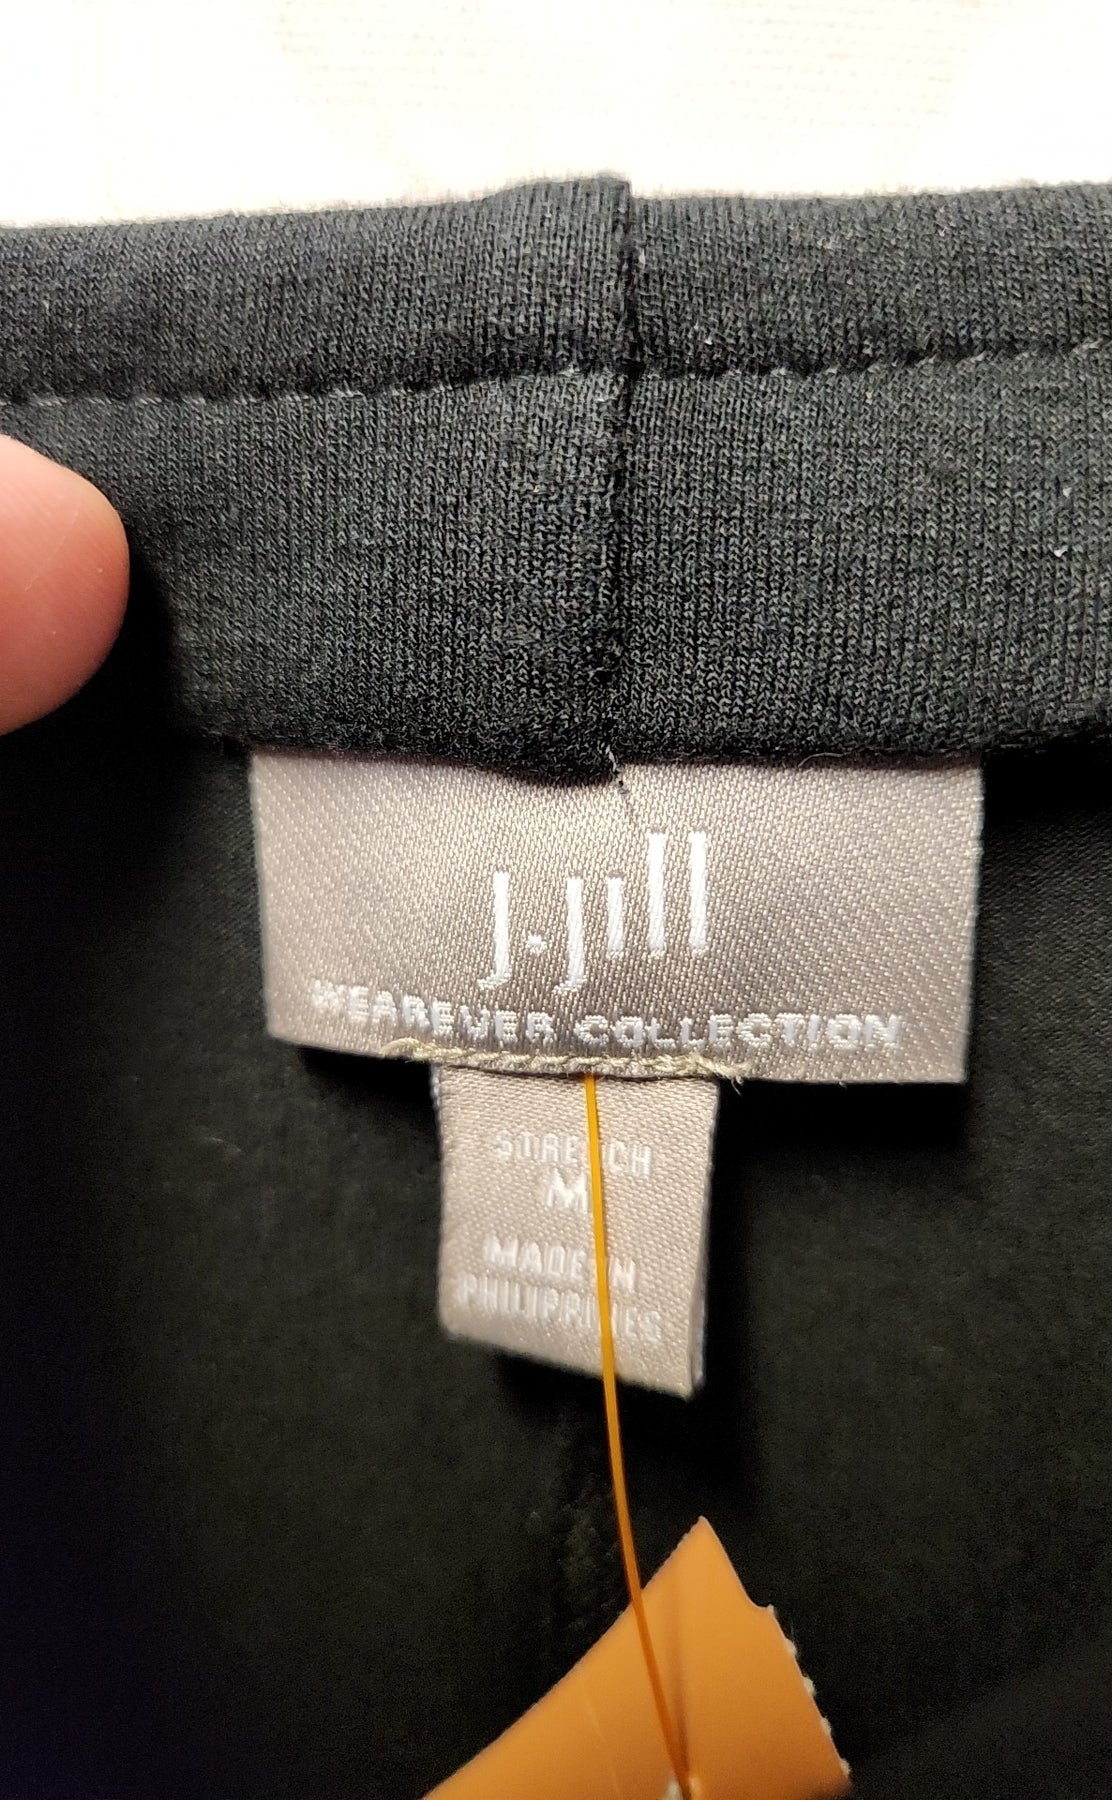 J.Jill
WEAREVER COLLECTION
STRETCH
M
MADE IN
PHILIPPINES